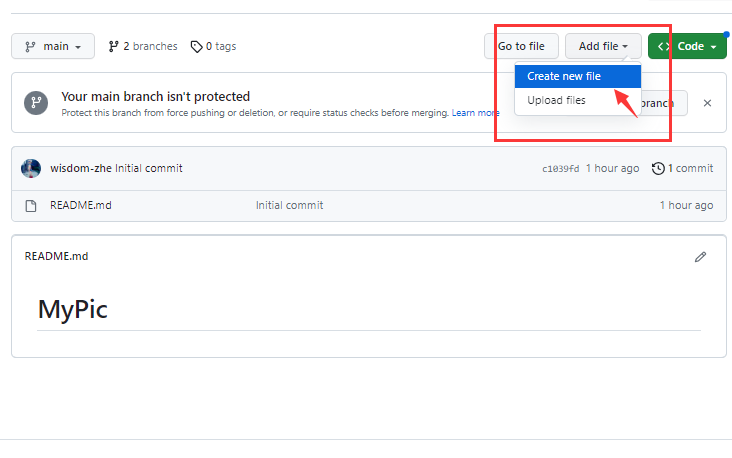 main 2 branches 0 tags Go to file Add file Code
Create new file
Upload files
Your main branch isn't protected
Protect this branch from force pushing or deletion, or require status checks before merging. Learn more
wisdom-zhe Initial commit c1039fd 1 hour ago 1 commit
README.md Initial commit 1 hour ago
README.md
MyPic